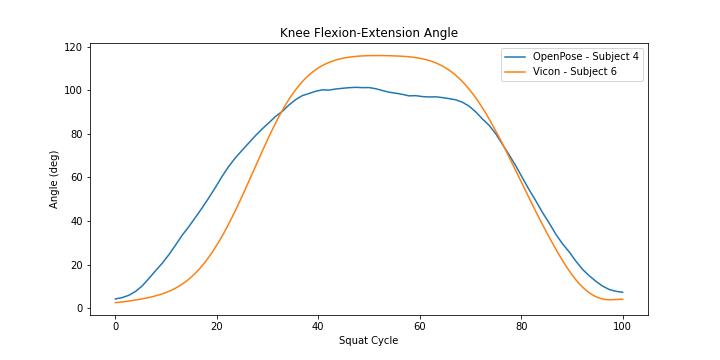 Knee Flexion-Extension Angle
120
100
80
60
40
20
0
Angle (deg)
OpenPose - Subject 4
Vicon - Subject 6
0 20 40 60 80 100
Squat Cycle